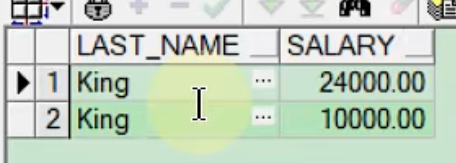 LAST_NAME ... SALARY ...
1 King ... 24000.00
2 King ... 10000.00